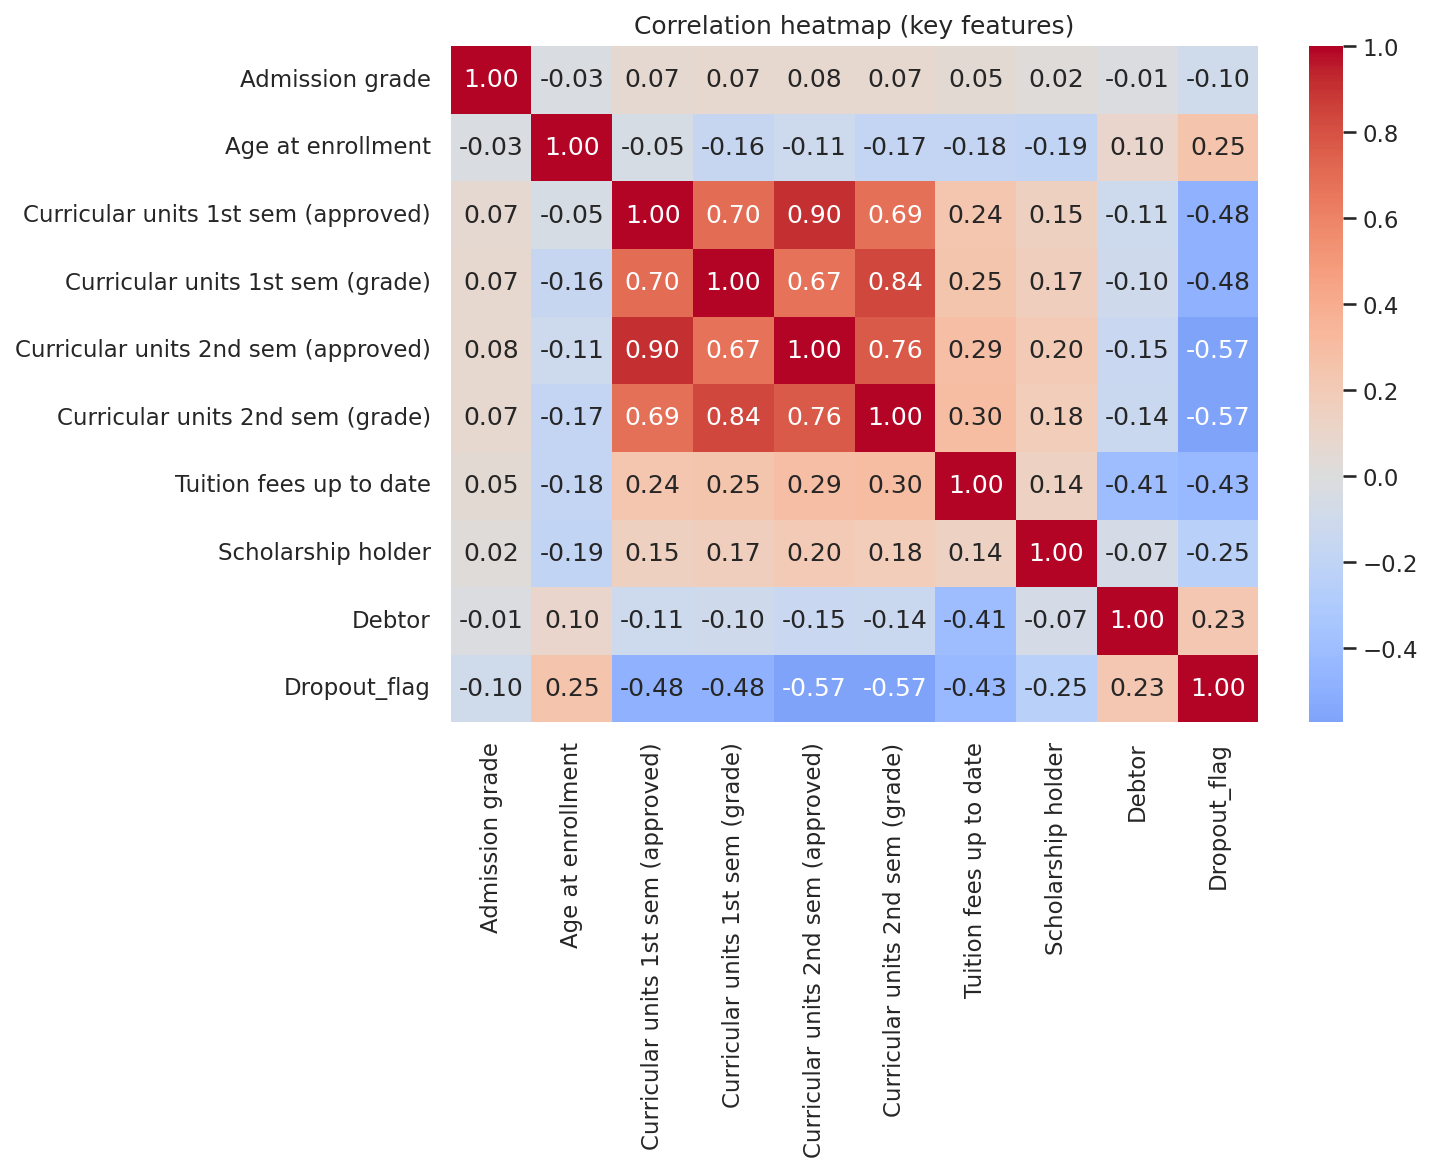 Correlation heatmap (key features)
Admission grade 1.00 -0.03 0.07 0.07 0.08 0.07 0.05 0.02 -0.01 -0.10
Age at enrollment -0.03 1.00 -0.05 -0.16 -0.11 -0.17 -0.18 -0.19 0.10 0.25
Curricular units 1st sem (approved) 0.07 -0.05 1.00 0.70 0.90 0.69 0.24 0.15 -0.11 -0.48
Curricular units 1st sem (grade) 0.07 -0.16 0.70 1.00 0.67 0.84 0.25 0.17 -0.10 -0.48
Curricular units 2nd sem (approved) 0.08 -0.11 0.90 0.67 1.00 0.76 0.29 0.20 -0.15 -0.57
Curricular units 2nd sem (grade) 0.07 -0.17 0.69 0.84 0.76 1.00 0.30 0.18 -0.14 -0.57
Tuition fees up to date 0.05 -0.18 0.24 0.25 0.29 0.30 1.00 0.14 -0.41 -0.43
Scholarship holder 0.02 -0.19 0.15 0.17 0.20 0.18 0.14 1.00 -0.07 -0.25
Debtor -0.01 0.10 -0.11 -0.10 -0.15 -0.14 -0.41 -0.07 1.00 0.23
Dropout_flag -0.10 0.25 -0.48 -0.48 -0.57 -0.57 -0.43 -0.25 0.23 1.00
Admission grade
Age at enrollment
Curricular units 1st sem (approved)
Curricular units 1st sem (grade)
Curricular units 2nd sem (approved)
Curricular units 2nd sem (grade)
Tuition fees up to date
Scholarship holder
Debtor
Dropout_flag
1.0
0.8
0.6
0.4
0.2
0.0
−0.2
−0.4